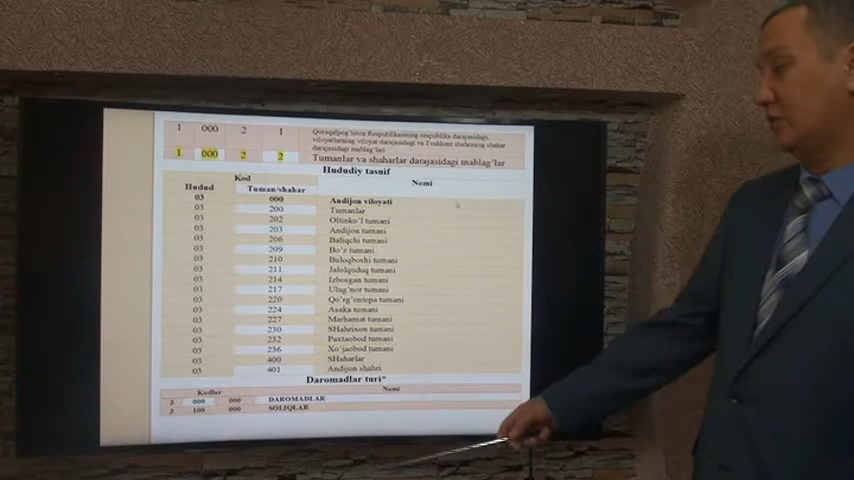 1 000 2 1 Qoraqalpog'iston Respublikasining respublika darajasidagi,
viloyatlarning viloyat darajasidagi va Toshkent shahrining shahar
darajasidagi mablag'lari
1 000 2 2 Tumanlar va shaharlar darajasidagi mablag'lar
Hududiy tasnif
Kod Nomi
Hudud Tuman/shahar
03 000 Andijon viloyati
03 200 Tumanlar
03 202 Oltinko'l tumani
03 203 Andijon tumani
03 206 Baliqchi tumani
03 209 Bo'z tumani
03 210 Buloqboshi tumani
03 211 Jalolquduq tumani
03 214 Izbosgan tumani
03 217 Ulug'nor tumani
03 220 Qo'rg'ontepa tumani
03 224 Asaka tumani
03 227 Marhamat tumani
03 230 SHahrixon tumani
03 232 Paxtaobod tumani
03 236 Xo'jaobod tumani
03 400 SHaharlar
03 401 Andijon shahri
Daromadlar turi"
Kodlar Nomi
3 000 000 DAROMADLAR
3 100 000 SOLIQLAR